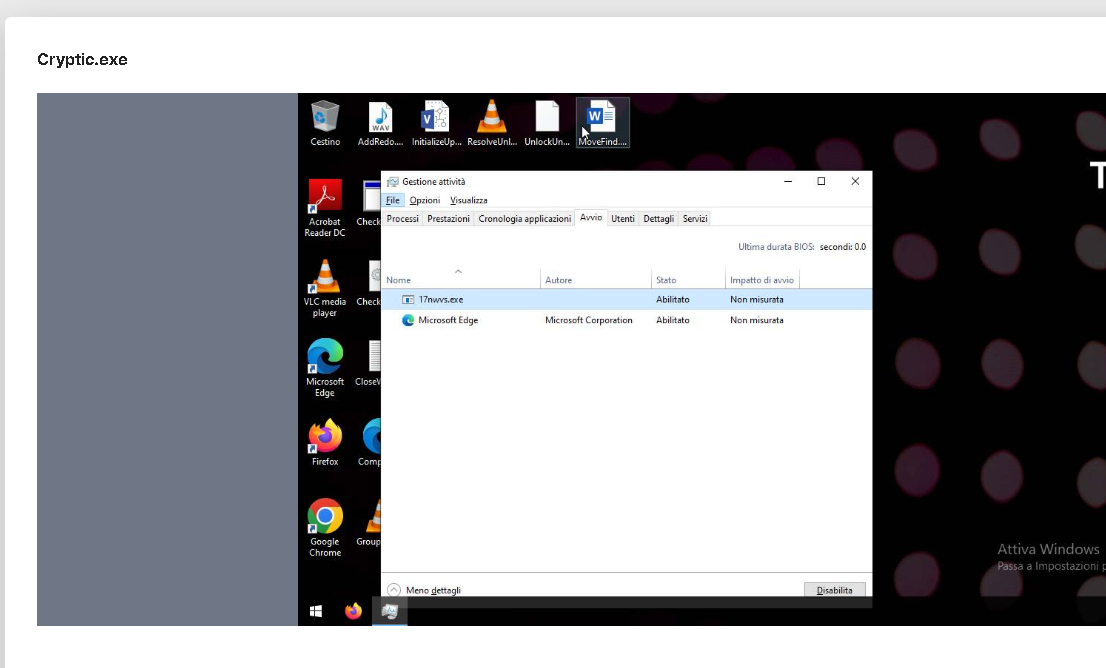 Cryptic.exe
Cestino
AddRedo....
InitializeUp...
ResolveUnl...
UnlockUn...
MoveFind....
WAV
T
Gestione attività
File Opzioni Visualizza
Processi Prestazioni Cronologia applicazioni Avvio Utenti Dettagli Servizi
Ultima durata BIOS: secondi: 0.0
Nome Autore Stato Impatto di avvio
17nwvs.exe Abilitato Non misurata
Microsoft Edge Microsoft Corporation Abilitato Non misurata
Meno dettagli
Disabilita
Acrobat
Reader DC
Check
VLC media
player
Check
Microsoft
Edge
CloseW
Firefox
Comp
Google
Chrome
Group
Attiva Windows
Passa a Impostazioni p